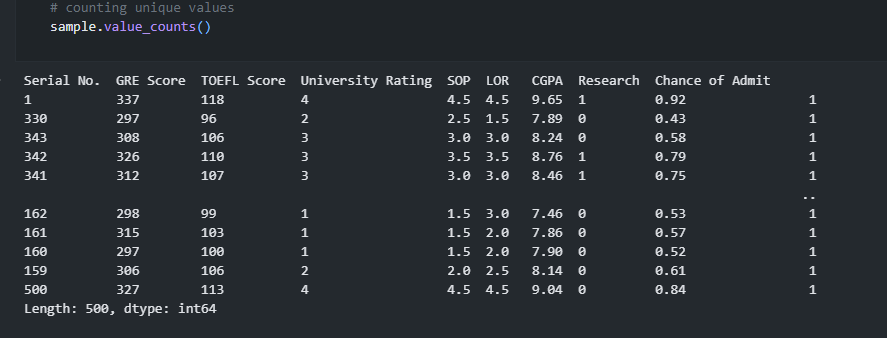 # counting unique values
sample.value_counts()
Serial No.  GRE Score  TOEFL Score  University Rating  SOP  LOR  CGPA  Research  Chance of Admit
1           337        118          4                  4.5  4.5  9.65  1         0.92               1
330         297        96           2                  2.5  1.5  7.89  0         0.43               1
343         308        106          3                  3.0  3.0  8.24  0         0.58               1
342         326        110          3                  3.5  3.5  8.76  1         0.79               1
341         312        107          3                  3.0  3.0  8.46  1         0.75               1
                                                                                                   ..
162         298        99           1                  1.5  3.0  7.46  0         0.53               1
161         315        103          1                  1.5  2.0  7.86  0         0.57               1
160         297        100          1                  1.5  2.0  7.90  0         0.52               1
159         306        106          2                  2.0  2.5  8.14  0         0.61               1
500         327        113          4                  4.5  4.5  9.04  0         0.84               1
Length: 500, dtype: int64